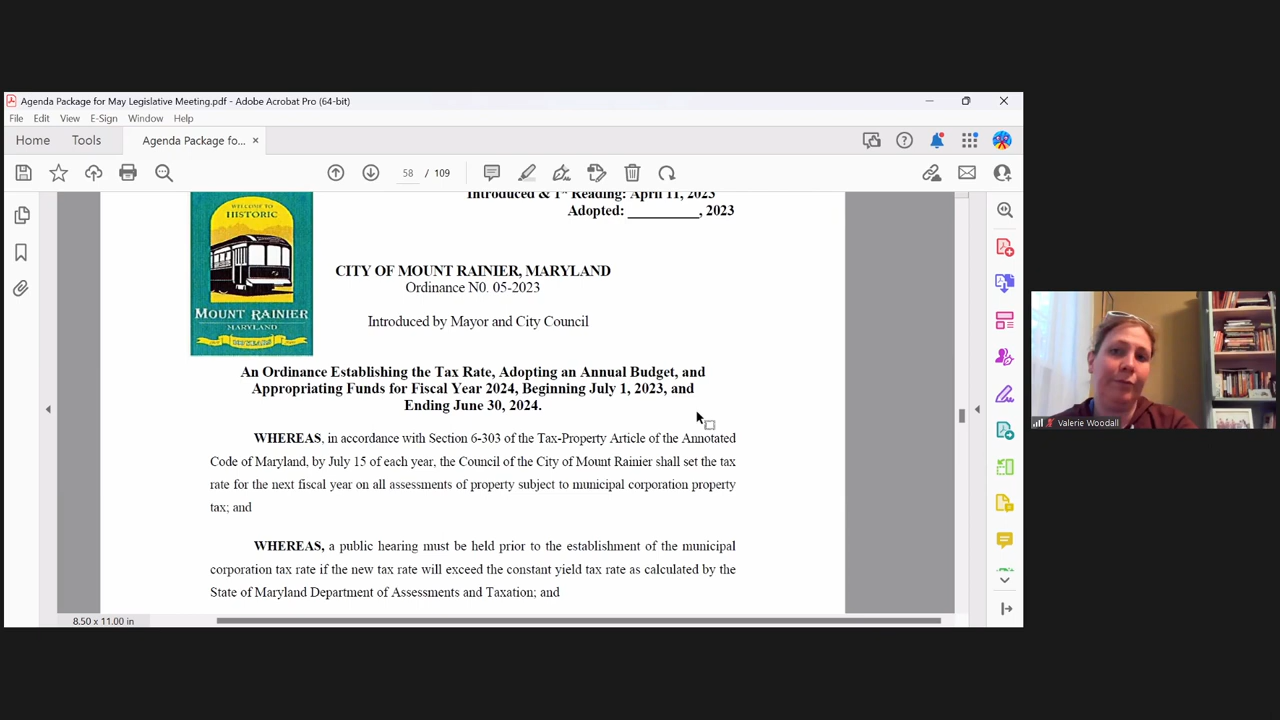 Agenda Package for May Legislative Meeting.pdf - Adobe Acrobat Pro (64-bit)
File Edit View E-Sign Window Help
Home Tools Agenda Package fo... ×
58 / 109
Introduced & 1st Reading: April 11, 2023
Adopted: __________, 2023
WELCOME TO
HISTORIC
MOUNT RAINIER
MARYLAND
CITY OF MOUNT RAINIER, MARYLAND
Ordinance N0. 05-2023
Introduced by Mayor and City Council
An Ordinance Establishing the Tax Rate, Adopting an Annual Budget, and
Appropriating Funds for Fiscal Year 2024, Beginning July 1, 2023, and
Ending June 30, 2024.
WHEREAS, in accordance with Section 6-303 of the Tax-Property Article of the Annotated
Code of Maryland, by July 15 of each year, the Council of the City of Mount Rainier shall set the tax
rate for the next fiscal year on all assessments of property subject to municipal corporation property
tax; and
WHEREAS, a public hearing must be held prior to the establishment of the municipal
corporation tax rate if the new tax rate will exceed the constant yield tax rate as calculated by the
State of Maryland Department of Assessments and Taxation; and
8.50 x 11.00 in
Valerie Woodall